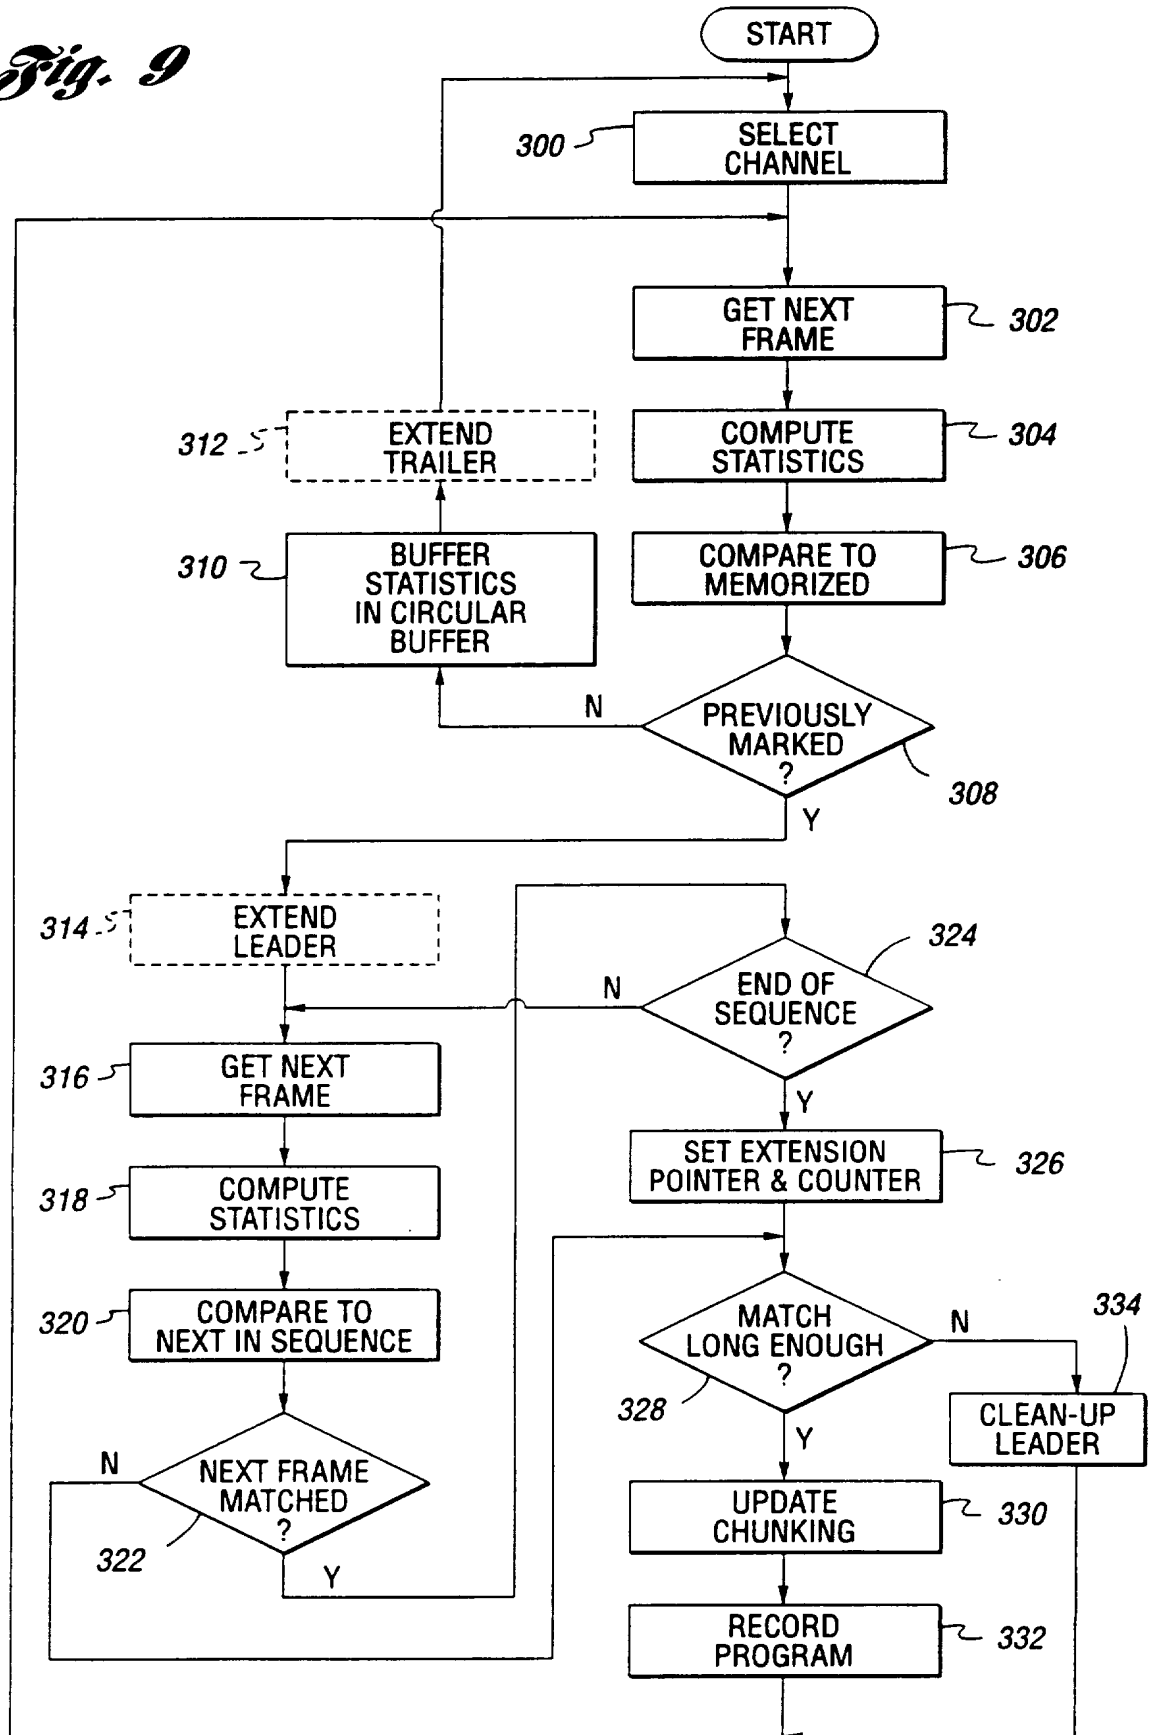 Fig. 9
START
300
SELECT
CHANNEL
GET NEXT
FRAME
302
312
EXTEND
TRAILER
COMPUTE
STATISTICS
304
310
BUFFER
STATISTICS
IN CIRCULAR
BUFFER
COMPARE TO
MEMORIZED
306
N
PREVIOUSLY
MARKED
?
308
Y
314
EXTEND
LEADER
324
N
END OF
SEQUENCE
?
Y
316
GET NEXT
FRAME
SET EXTENSION
POINTER & COUNTER
326
318
COMPUTE
STATISTICS
320
COMPARE TO
NEXT IN SEQUENCE
MATCH
LONG ENOUGH
?
N
334
328
Y
CLEAN-UP
LEADER
N
NEXT FRAME
MATCHED
?
322
Y
UPDATE
CHUNKING
330
RECORD
PROGRAM
332